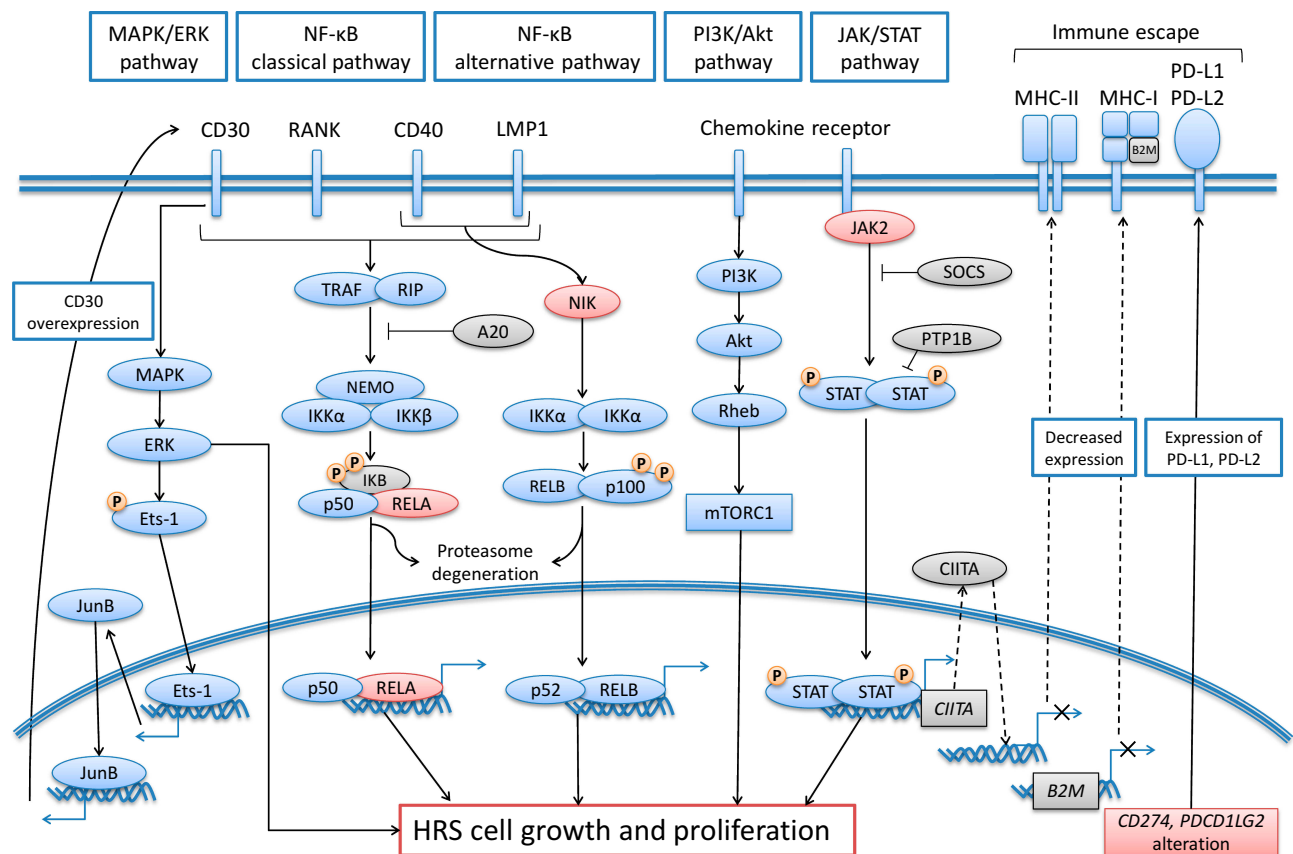 MAPK/ERK
pathway
NF-κB
classical pathway
NF-κB
alternative pathway
PI3K/Akt
pathway
JAK/STAT
pathway
Immune escape
MHC-II
MHC-I
PD-L1
PD-L2
B2M
CD30
RANK
CD40
LMP1
Chemokine receptor
CD30
overexpression
MAPK
ERK
P
Ets-1
JunB
Ets-1
JunB
TRAF
RIP
A20
NEMO
IKKα
IKKβ
P
P
IKB
p50
RELA
Proteasome
degeneration
p50
RELA
NIK
IKKα
IKKα
P
P
RELB
p100
p52
RELB
PI3K
Akt
Rheb
mTORC1
JAK2
SOCS
PTP1B
P
P
STAT
STAT
P
P
STAT
STAT
CIITA
CIITA
Decreased
expression
Expression of
PD-L1, PD-L2
B2M
CD274, PDCD1LG2
alteration
HRS cell growth and proliferation